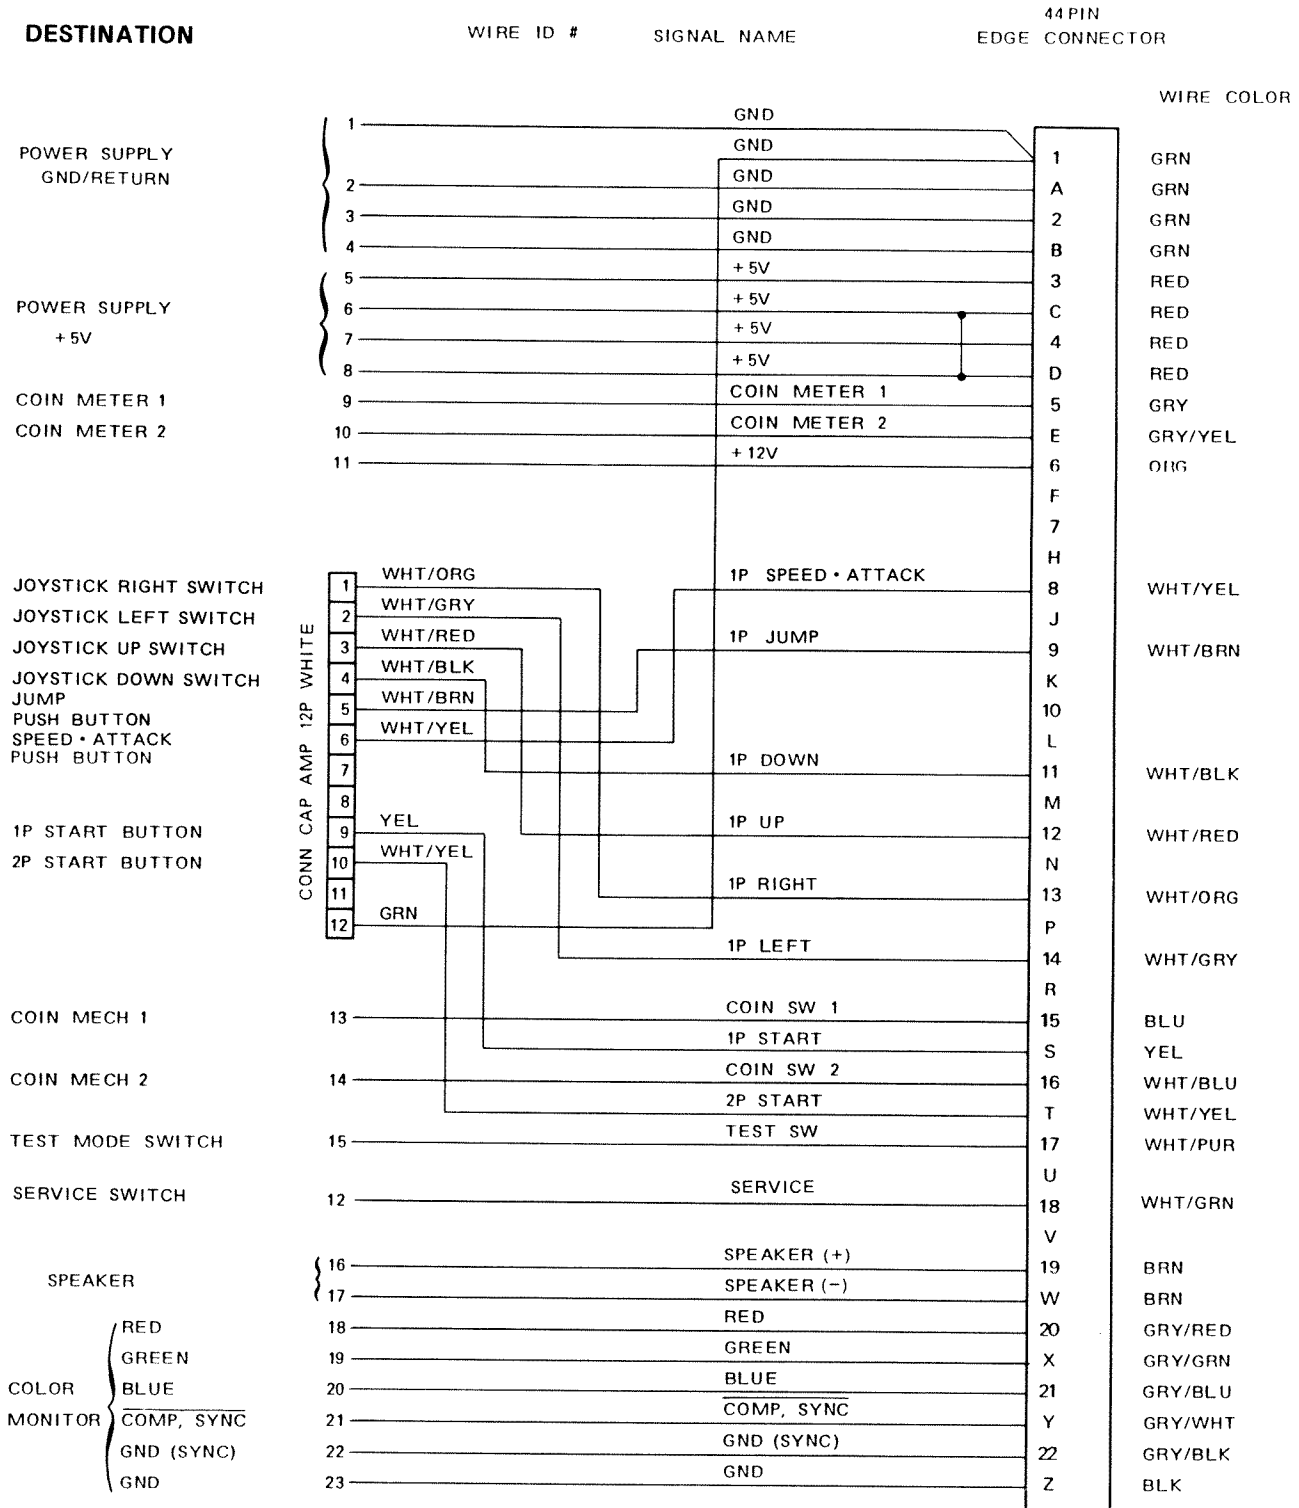 44 PIN
DESTINATION WIRE ID # SIGNAL NAME EDGE CONNECTOR
WIRE COLOR
GND
1
GND
POWER SUPPLY 1 GRN
GND/RETURN GND
2 A GRN
GND
3 2 GRN
GND
4 B GRN
+5V
5 3 RED
+5V
POWER SUPPLY 6 C RED
+5V
+5V 7 4 RED
+5V
8 D RED
COIN METER 1
COIN METER 1 9 5 GRY
COIN METER 2
COIN METER 2 10 E GRY/YEL
+12V
11 6 ORG
F
7
H
WHT/ORG 1P SPEED•ATTACK
JOYSTICK RIGHT SWITCH 1 8 WHT/YEL
WHT/GRY
JOYSTICK LEFT SWITCH 2 J
WHT/RED 1P JUMP
JOYSTICK UP SWITCH 3 9 WHT/BRN
WHT/BLK
JOYSTICK DOWN SWITCH 4 K
JUMP WHT/BRN
PUSH BUTTON 5 10
SPEED•ATTACK WHT/YEL
6 L
PUSH BUTTON 1P DOWN
7 11 WHT/BLK
8 M
CONN CAP AMP 12P WHITE
YEL 1P UP
1P START BUTTON 9 12 WHT/RED
WHT/YEL
2P START BUTTON 10 N
1P RIGHT
11 13 WHT/ORG
GRN
12 P
1P LEFT
14 WHT/GRY
R
COIN SW 1
COIN MECH 1 13 15 BLU
1P START
S YEL
COIN SW 2
COIN MECH 2 14 16 WHT/BLU
2P START
T WHT/YEL
TEST SW
TEST MODE SWITCH 15 17 WHT/PUR
U
SERVICE
SERVICE SWITCH 12 18 WHT/GRN
V
SPEAKER (+)
16 19 BRN
SPEAKER SPEAKER (−)
17 W BRN
RED
RED 18 20 GRY/RED
GREEN
GREEN 19 X GRY/GRN
BLUE
COLOR BLUE 20 21 GRY/BLU
COMP, SYNC
MONITOR COMP, SYNC 21 Y GRY/WHT
GND (SYNC)
GND (SYNC) 22 22 GRY/BLK
GND
GND 23 Z BLK